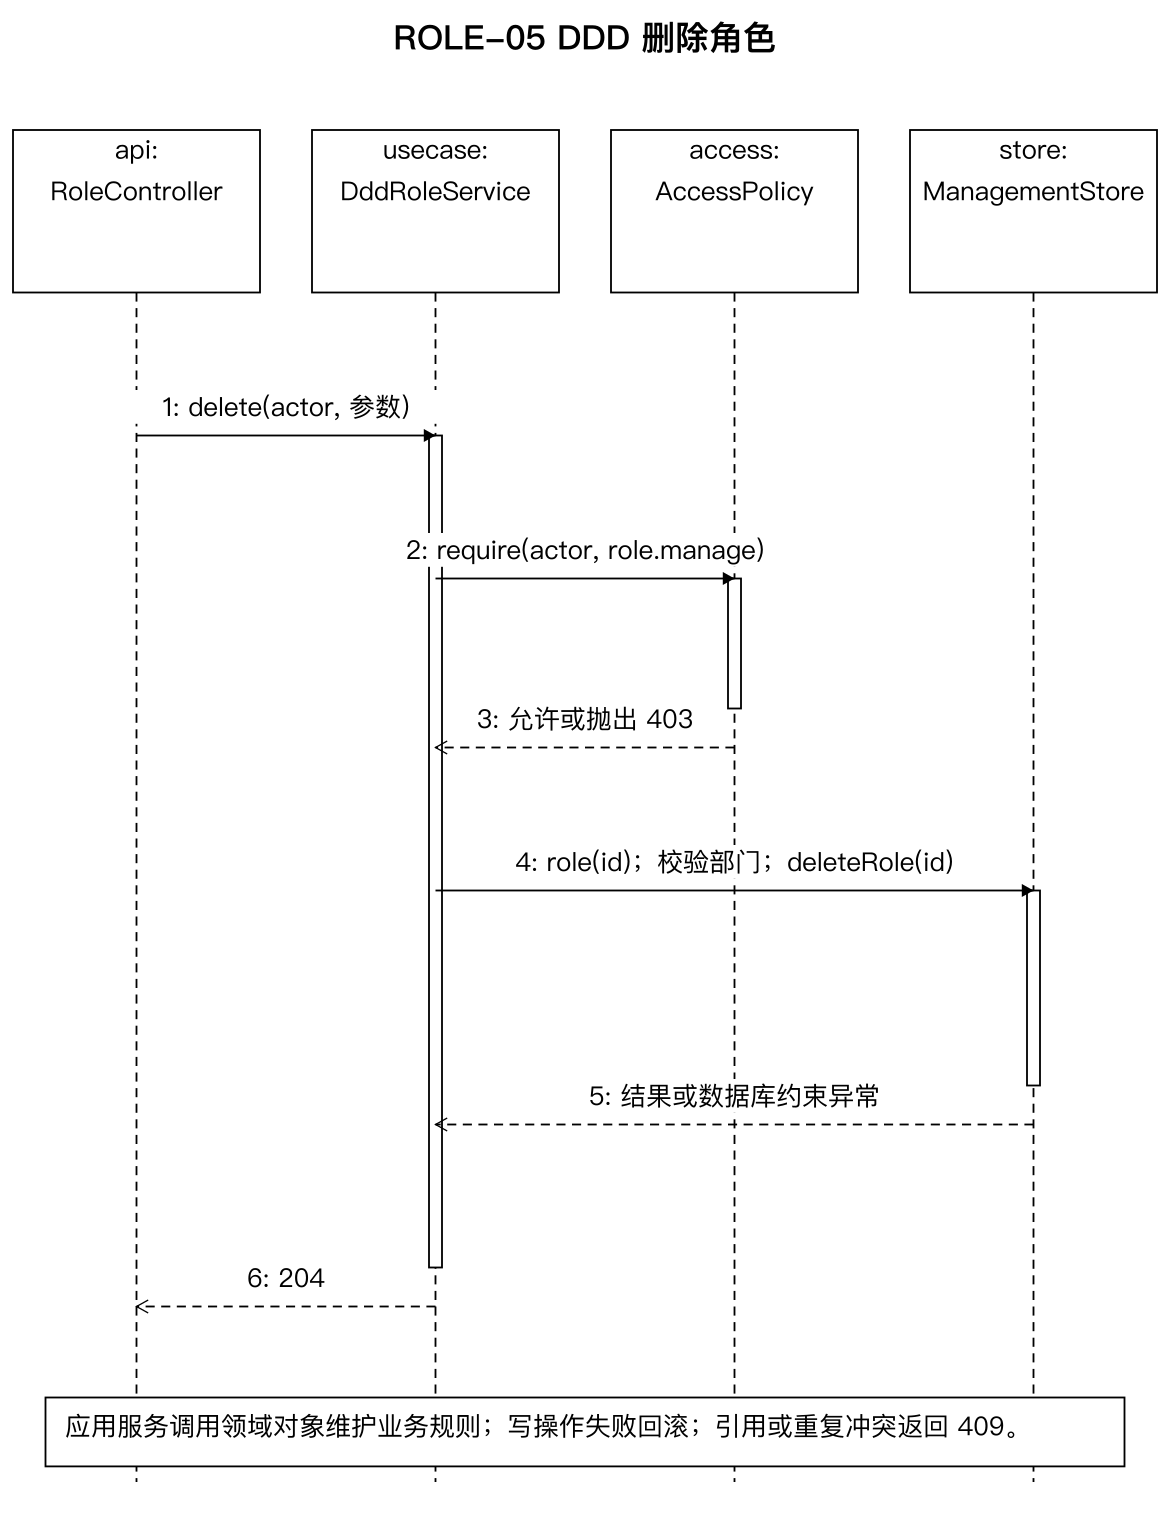 ROLE-05 DDD 删除角色
api:
RoleController
usecase:
DddRoleService
access:
AccessPolicy
store:
ManagementStore
1: delete(actor, 参数)
2: require(actor, role.manage)
3: 允许或抛出 403
4: role(id)；校验部门；deleteRole(id)
5: 结果或数据库约束异常
6: 204
应用服务调用领域对象维护业务规则；写操作失败回滚；引用或重复冲突返回 409。